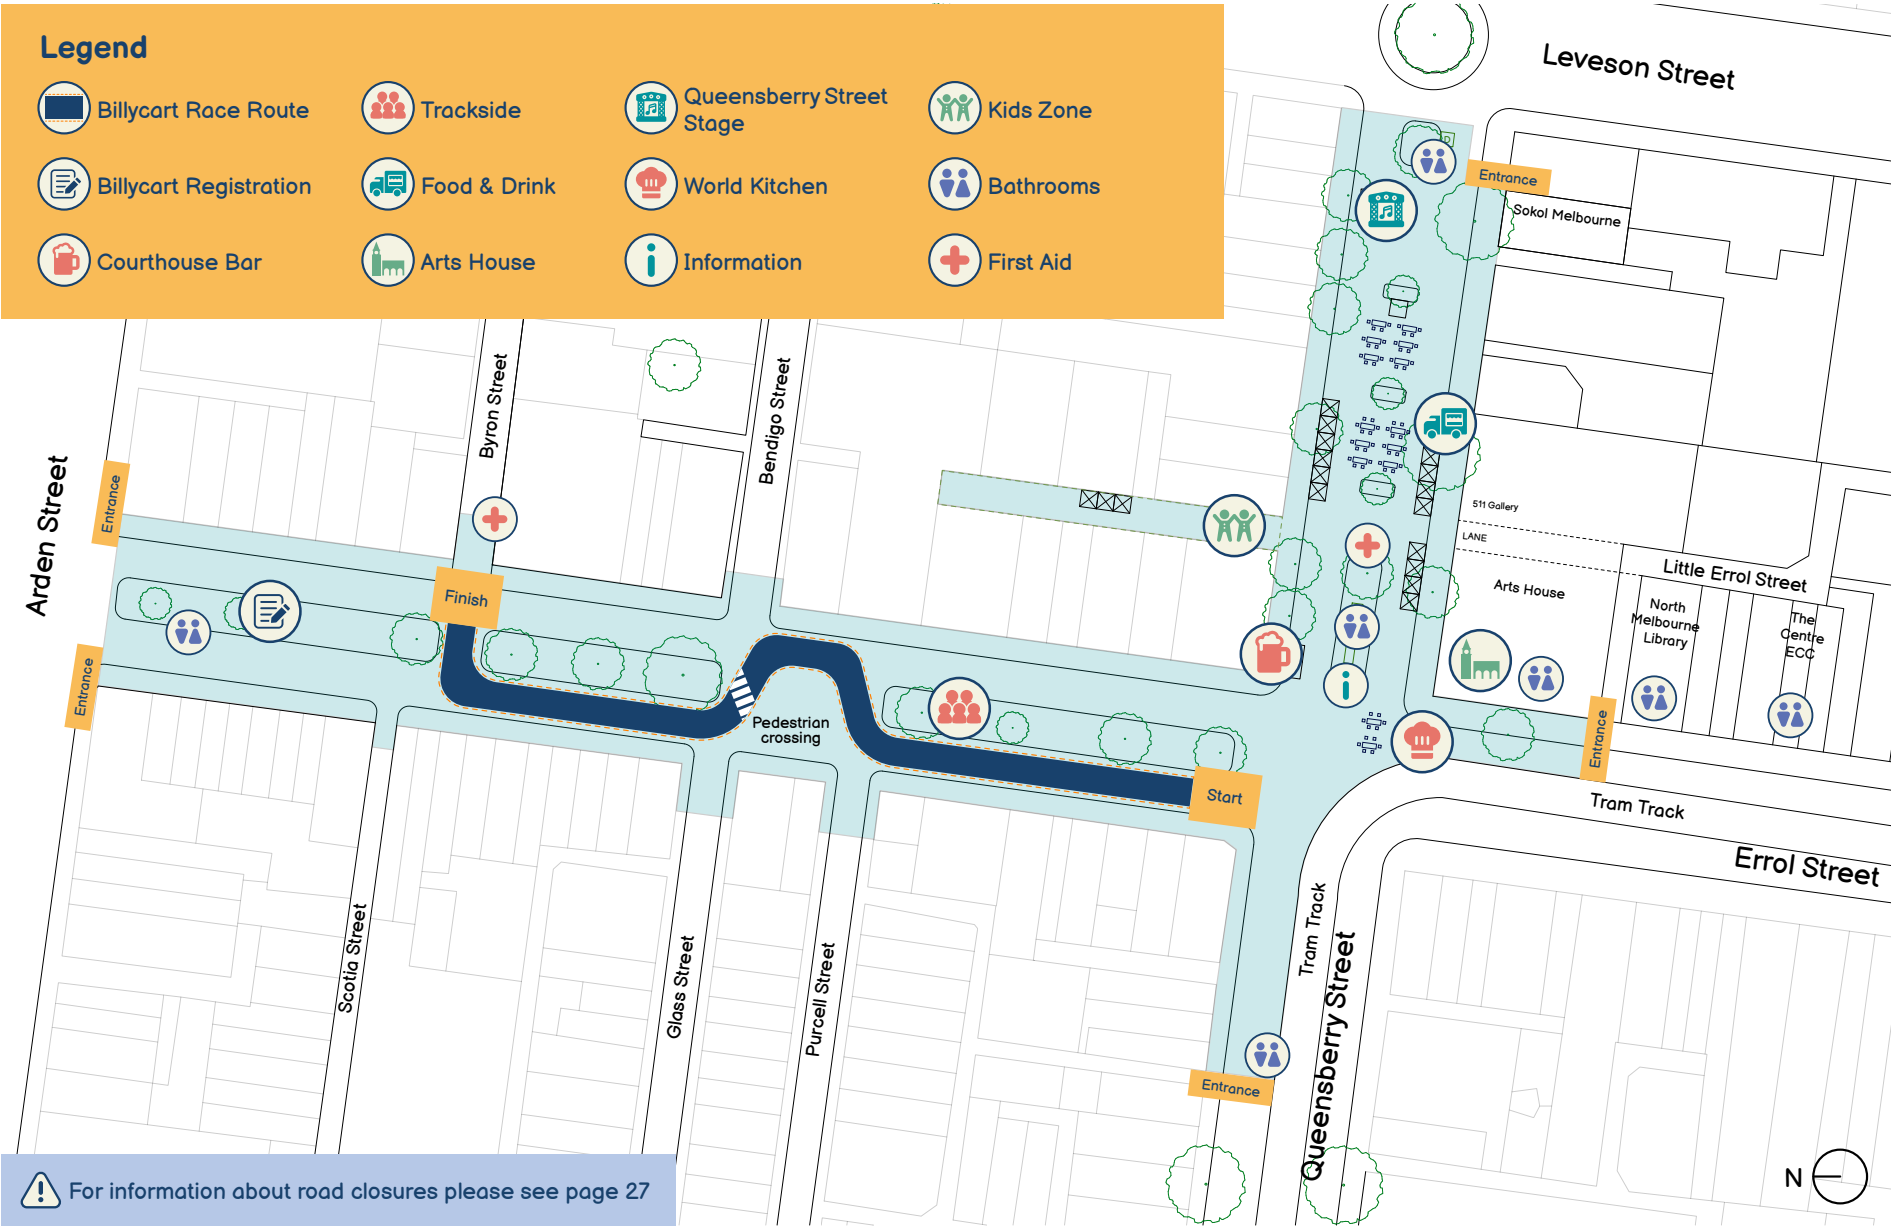 Legend
Billycart Race Route
Trackside
Queensberry Street
Stage
Kids Zone
Billycart Registration
Food & Drink
World Kitchen
Bathrooms
Courthouse Bar
Arts House
Information
First Aid
Leveson Street
Entrance
Sokol Melbourne
Byron Street
Bendigo Street
Arden Street
Entrance
511 Gallery
LANE
Little Errol Street
Arts House
North
Melbourne
Library
The
Centre
ECC
Finish
Entrance
Pedestrian
crossing
Start
Entrance
Tram Track
Errol Street
Scotia Street
Glass Street
Purcell Street
Tram Track
Queensberry Street
Entrance
N
For information about road closures please see page 27